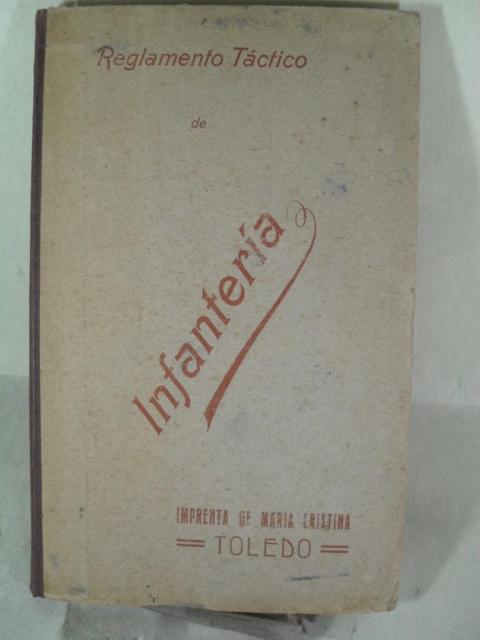 Reglamento Táctico
de
Infantería
IMPRENTA DE MARIA CRISTINA
TOLEDO